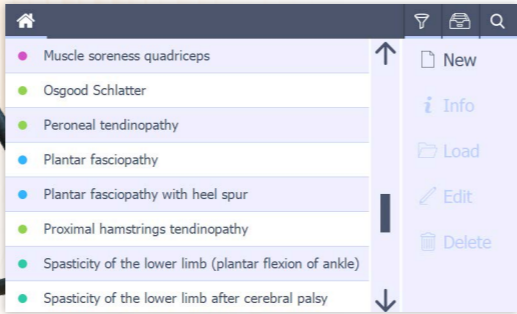 Muscle soreness quadriceps
Osgood Schlatter
Peroneal tendinopathy
Plantar fasciopathy
Plantar fasciopathy with heel spur
Proximal hamstrings tendinopathy
Spasticity of the lower limb (plantar flexion of ankle)
Spasticity of the lower limb after cerebral palsy
New
Info
Load
Edit
Delete